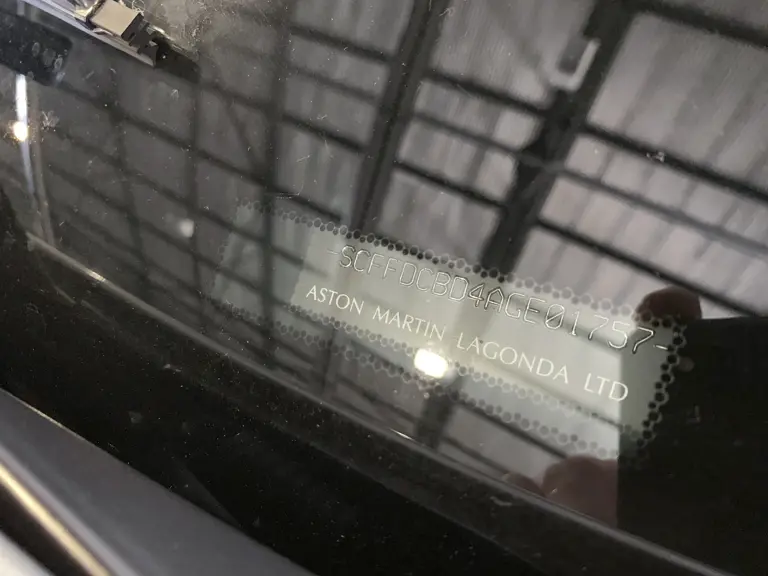 -SCFFDCBD4AGE01757-
ASTON MARTIN LAGONDA LTD